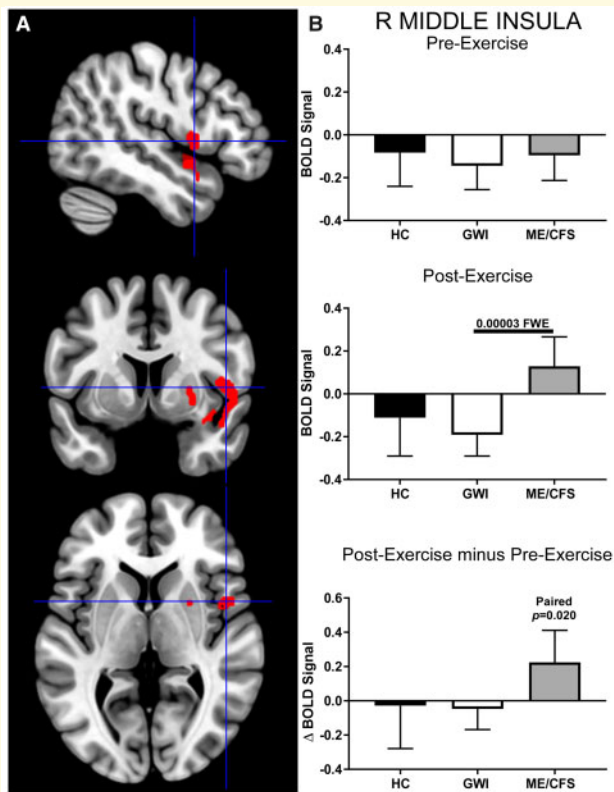 A
B
R MIDDLE INSULA
Pre-Exercise
BOLD Signal
0.4
0.2
0.0
-0.2
-0.4
HC GWI ME/CFS
Post-Exercise
BOLD Signal
0.4
0.2
0.0
-0.2
-0.4
0.00003 FWE
HC GWI ME/CFS
Post-Exercise minus Pre-Exercise
Δ BOLD Signal
0.6
0.4
0.2
0.0
-0.2
-0.4
Paired
p=0.020
HC GWI ME/CFS